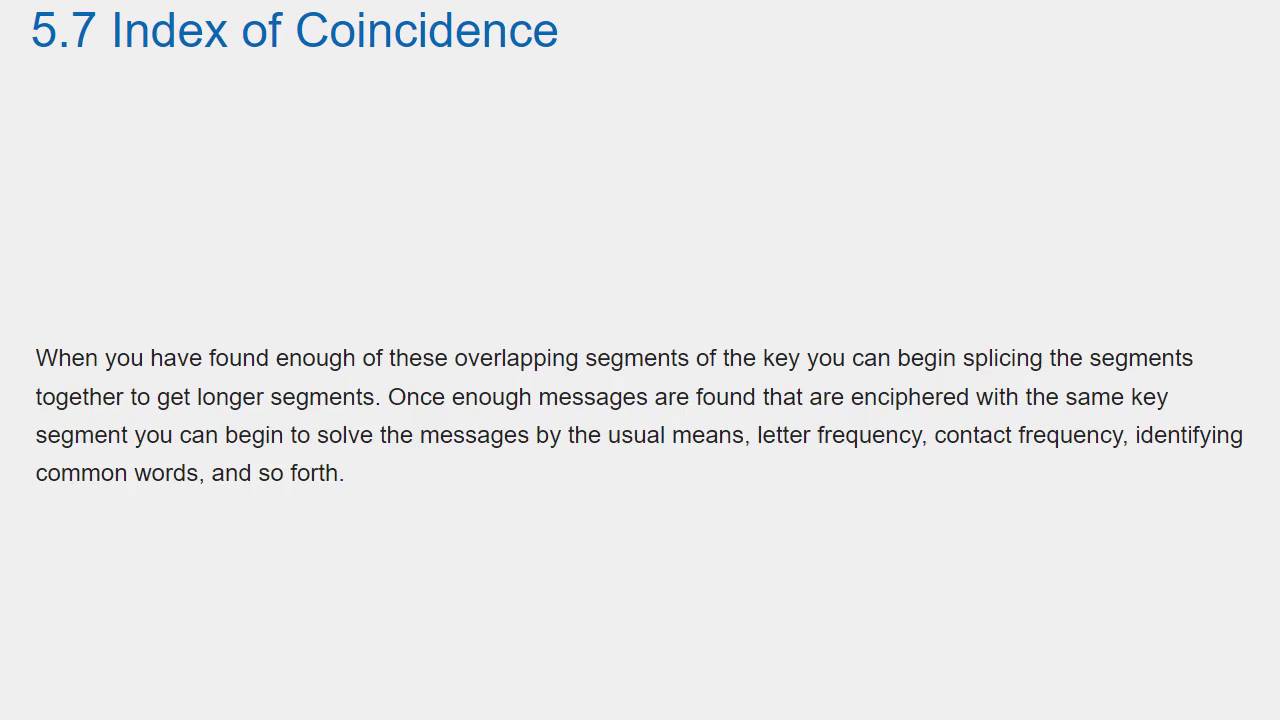 5.7 Index of Coincidence
When you have found enough of these overlapping segments of the key you can begin splicing the segments
together to get longer segments. Once enough messages are found that are enciphered with the same key
segment you can begin to solve the messages by the usual means, letter frequency, contact frequency, identifying
common words, and so forth.